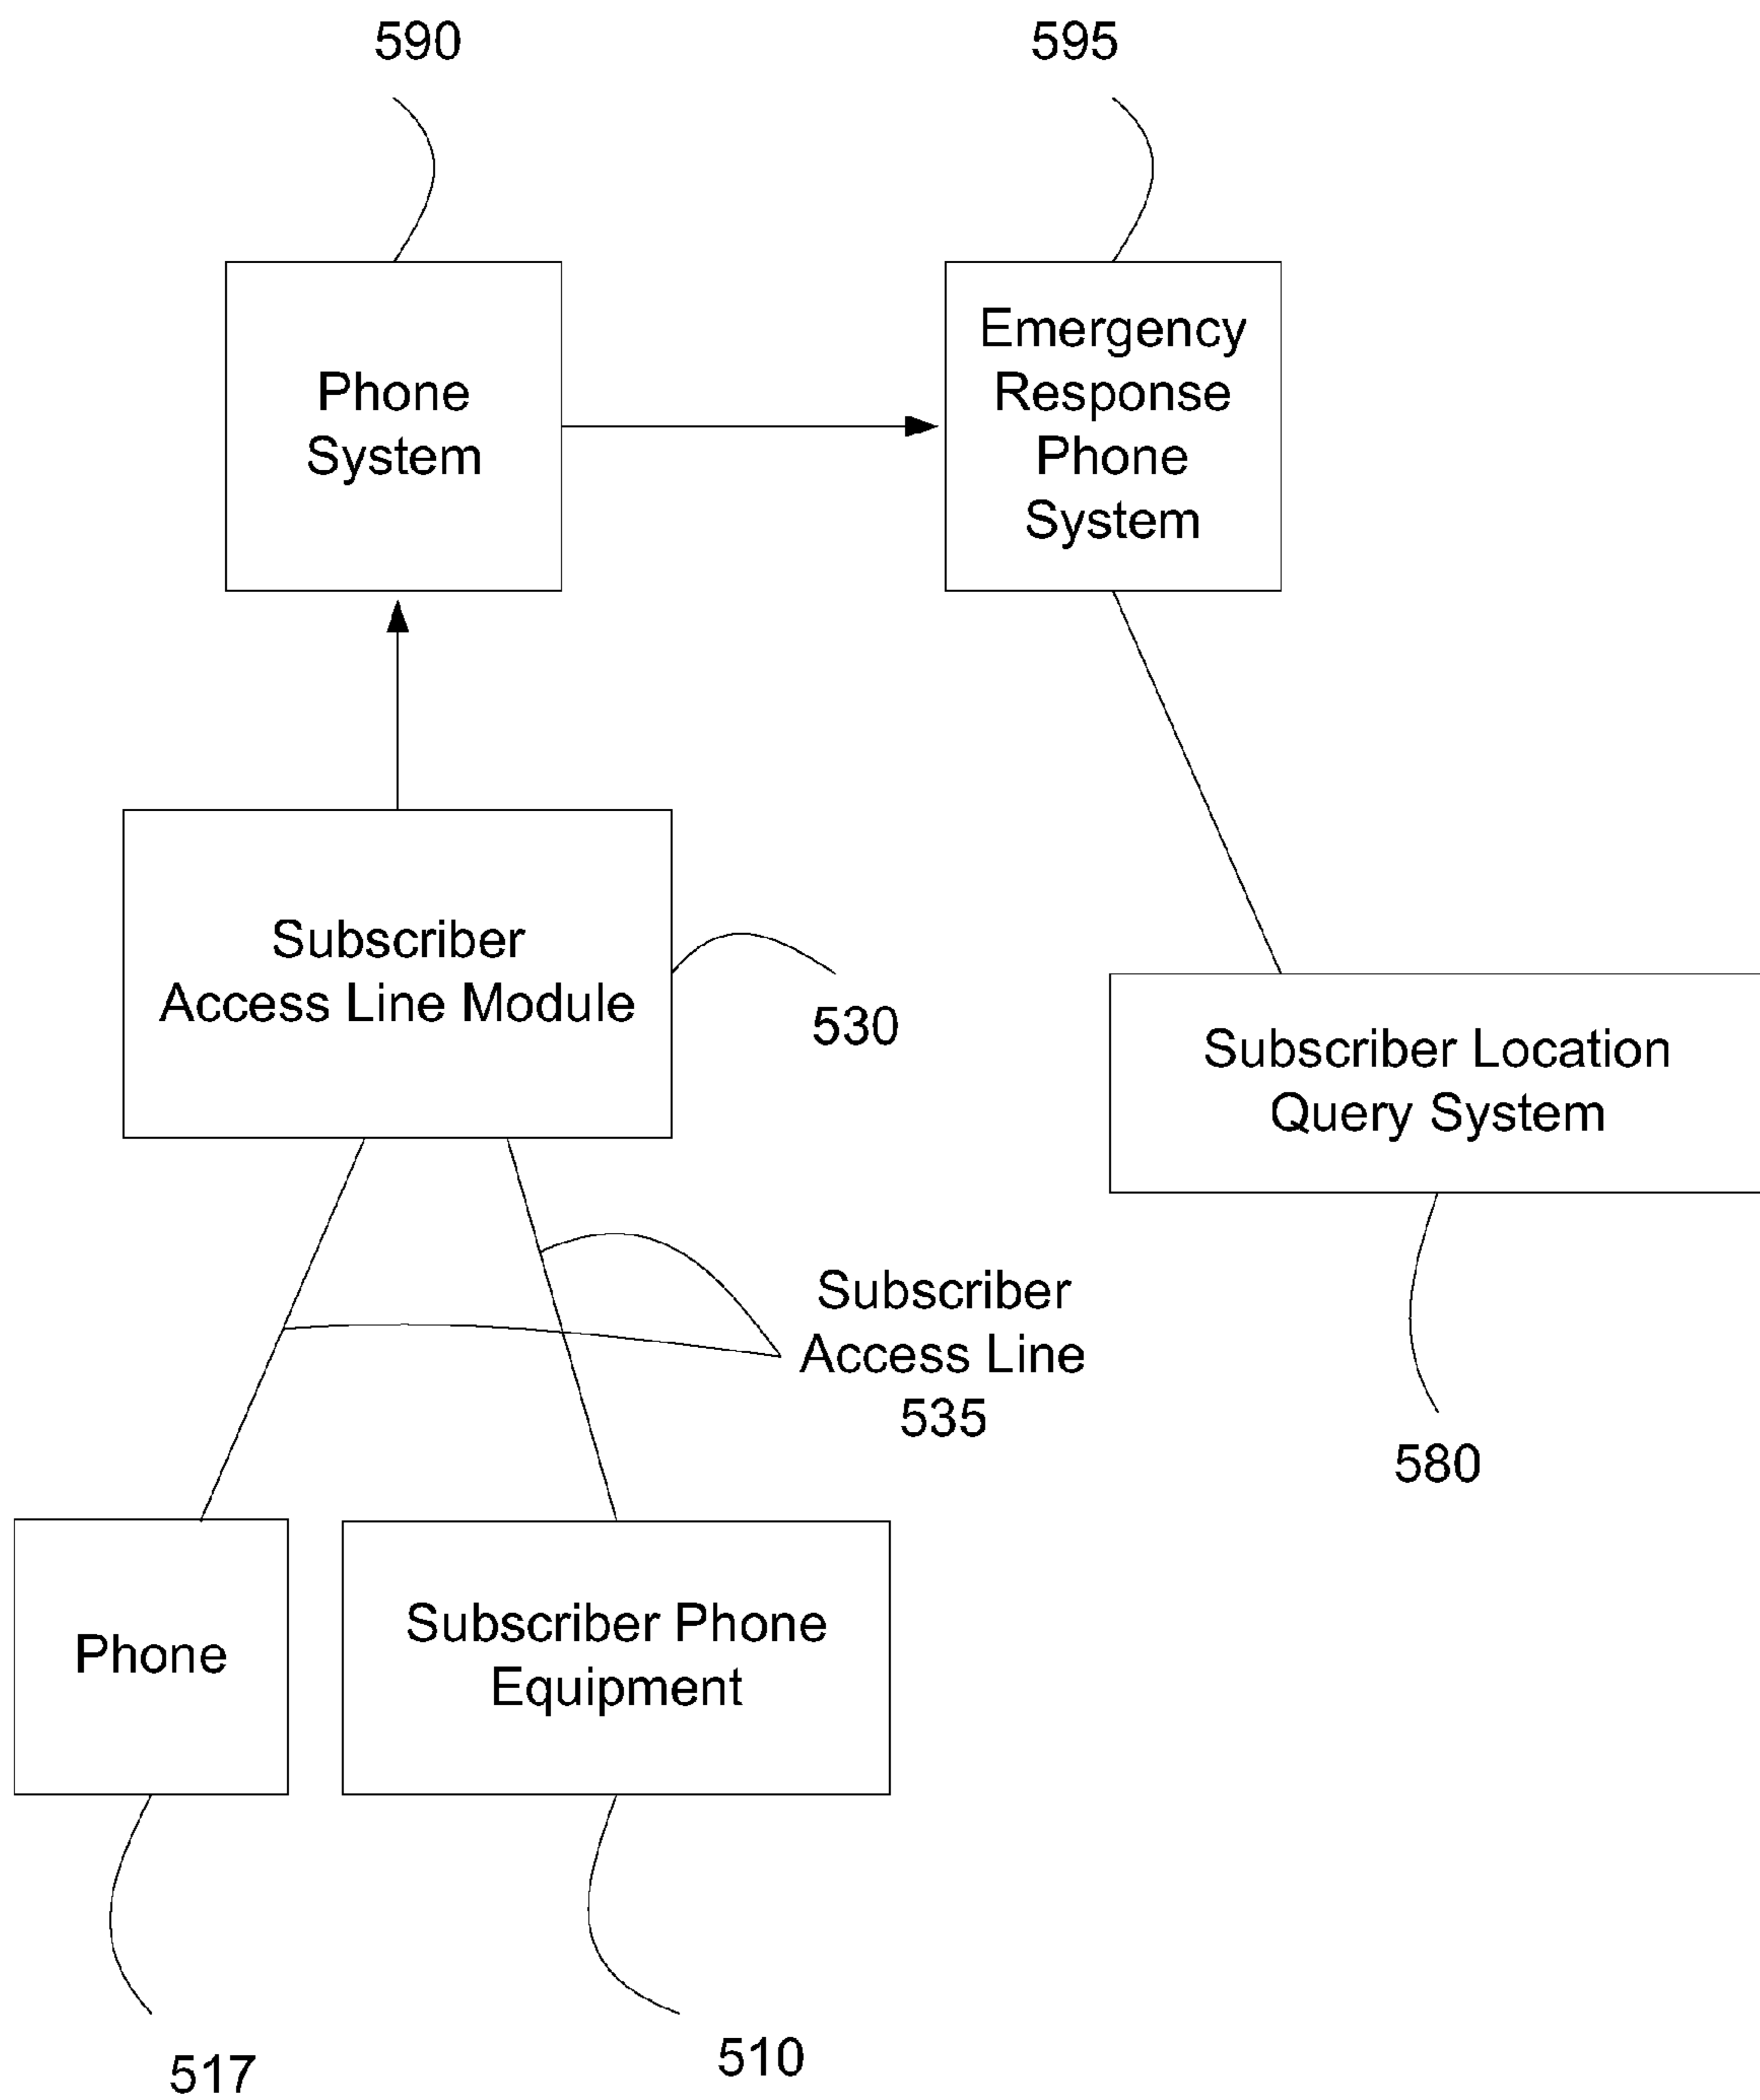 590
595
Phone
System
Emergency
Response
Phone
System
Subscriber
Access Line Module
530
Subscriber Location
Query System
Subscriber
Access Line
535
580
Phone
Subscriber Phone
Equipment
517
510